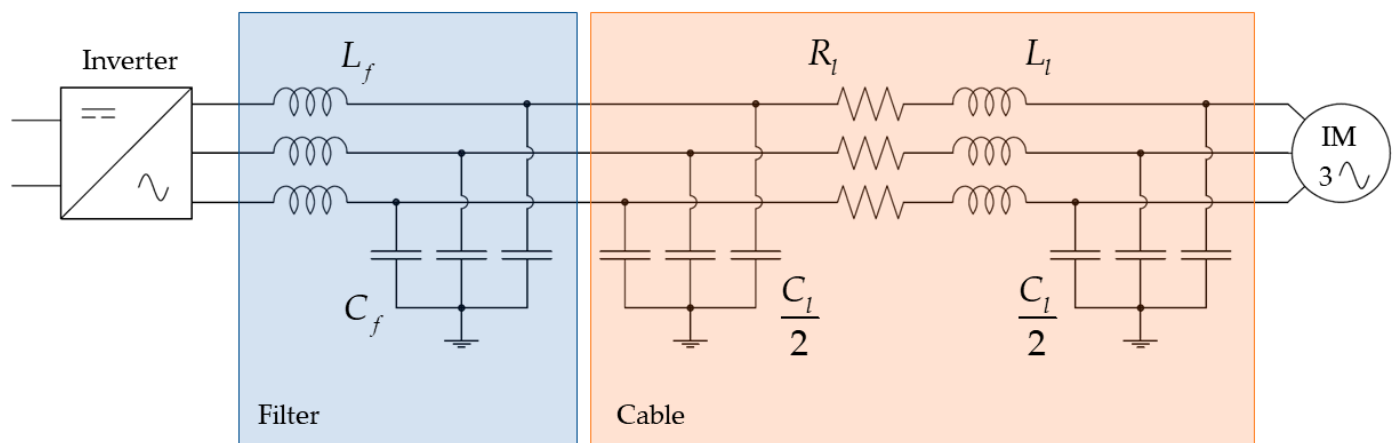 Inverter
L_f
R_l
L_l
IM
3
C_f
C_l
2
C_l
2
Filter
Cable